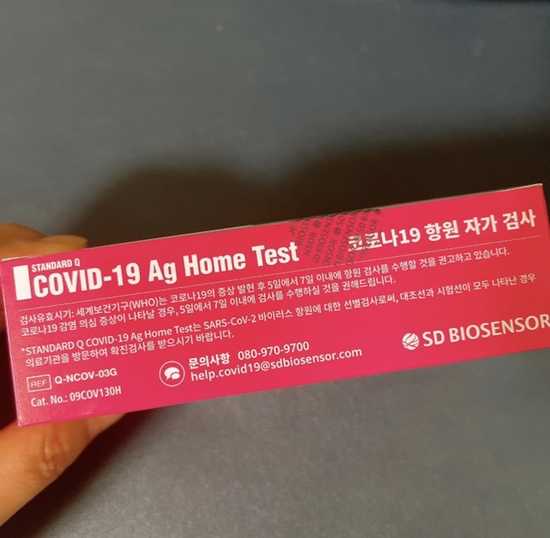 STANDARD Q
COVID-19 Ag Home Test
코로나19 항원 자가 검사
검사유효시기: 세계보건기구(WHO)는 코로나19의 증상 발현 후 5일에서 7일 이내에 항원 검사를 수행할 것을 권고하고 있습니다.
코로나19 감염 의심 증상이 나타날 경우, 5일에서 7일 이내에 검사를 수행하실 것을 권해드립니다.
*STANDARD Q COVID-19 Ag Home Test는 SARS-CoV-2 바이러스 항원에 대한 선별검사로써, 대조선과 시험선이 모두 나타난 경우
의료기관을 방문하여 확진검사를 받으시기 바랍니다.
REF Q-NCOV-03G
Cat. No.: 09COV130H
문의사항 080-970-9700
help.covid19@sdbiosensor.com
SD BIOSENSOR